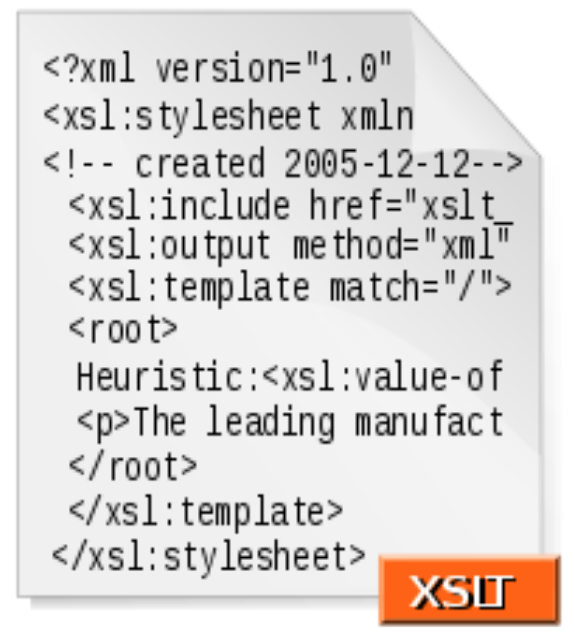 <?xml version="1.0"
<xsl:stylesheet xmln
<!-- created 2005-12-12-->
<xsl:include href="xslt_
<xsl:output method="xml"
<xsl:template match="/">
<root>
Heuristic:<xsl:value-of
<p>The leading manufact
</root>
</xsl:template>
</xsl:stylesheet>
XSLT